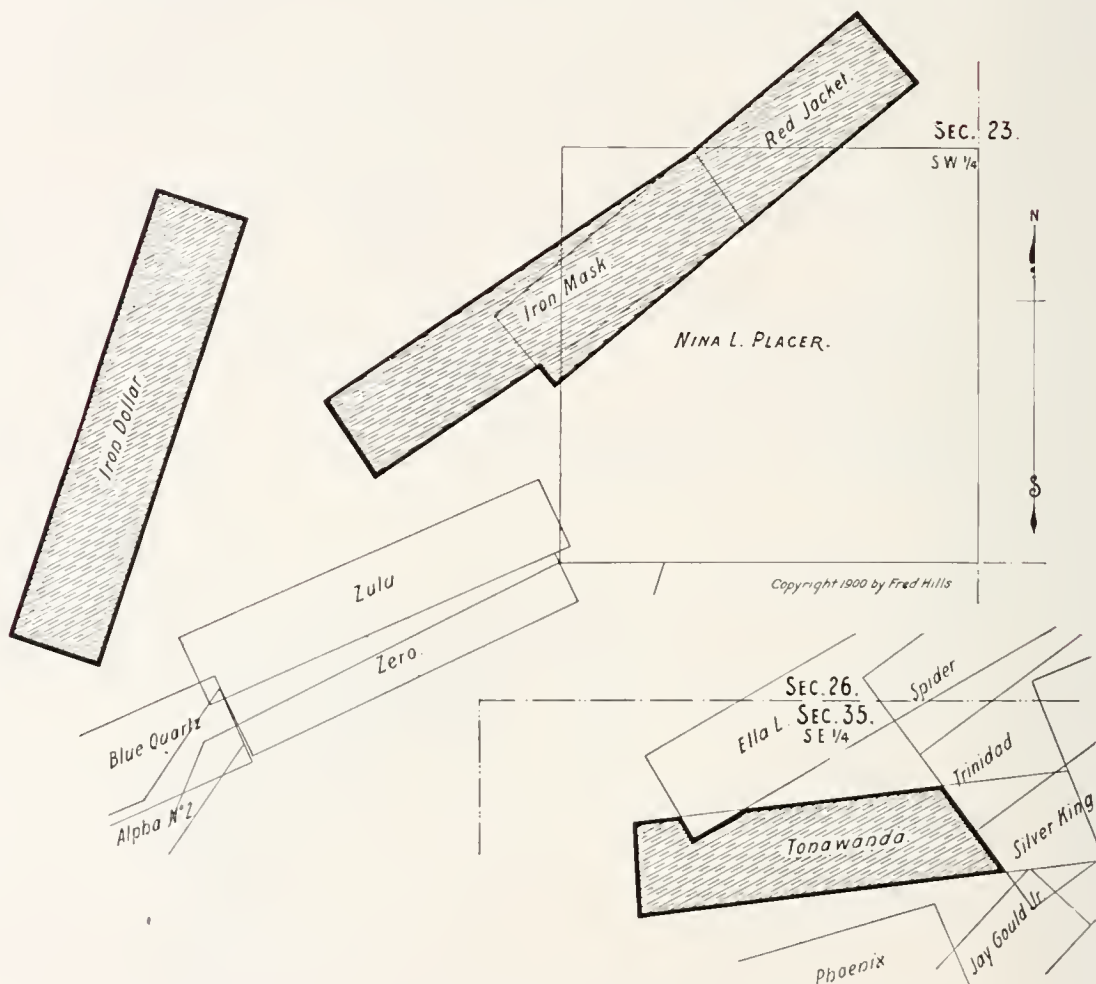 Red Jacket.
SEC. 23.
SW 1/4
N
Iron Mask
NINA L. PLACER.
Iron Dollar
S
Copyright 1900 by Fred Hills
Zulu
Zero.
Blue Quartz
Alpha Nº 2
SEC. 26.
SEC. 35.
SE 1/4
Ella L.
Spider
Trinidad
Tonawanda
Silver King
Jay Gould Jr.
Phoenix